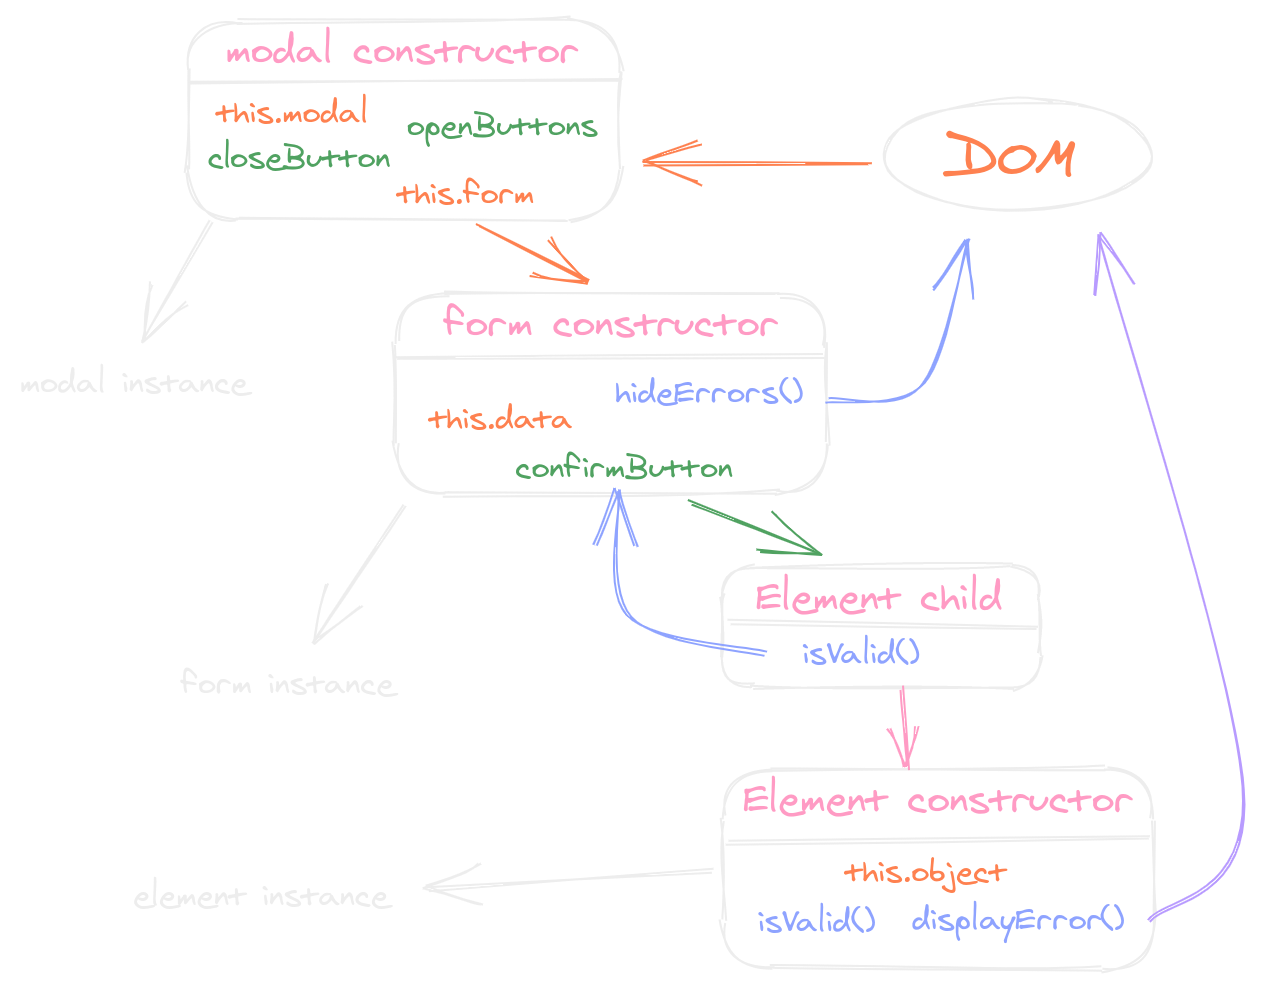 modal constructor
this.modal
openButtons
closeButton
this.form
DOM
modal instance
form constructor
hideErrors()
this.data
confirmButton
form instance
Element child
isValid()
Element constructor
this.object
isValid() displayError()
element instance